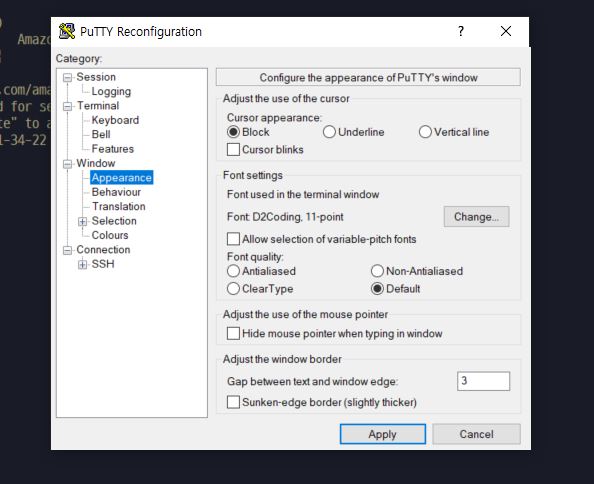 PuTTY Reconfiguration
?
Amazo
.com/ama
d for se
te" to a
1-34-22
Category:
Session
Logging
Terminal
Keyboard
Bell
Features
Window
Appearance
Behaviour
Translation
Selection
Colours
Connection
SSH
Configure the appearance of PuTTY's window
Adjust the use of the cursor
Cursor appearance:
Block Underline Vertical line
Cursor blinks
Font settings
Font used in the terminal window
Font: D2Coding, 11-point Change...
Allow selection of variable-pitch fonts
Font quality:
Antialiased Non-Antialiased
ClearType Default
Adjust the use of the mouse pointer
Hide mouse pointer when typing in window
Adjust the window border
Gap between text and window edge: 3
Sunken-edge border (slightly thicker)
Apply Cancel